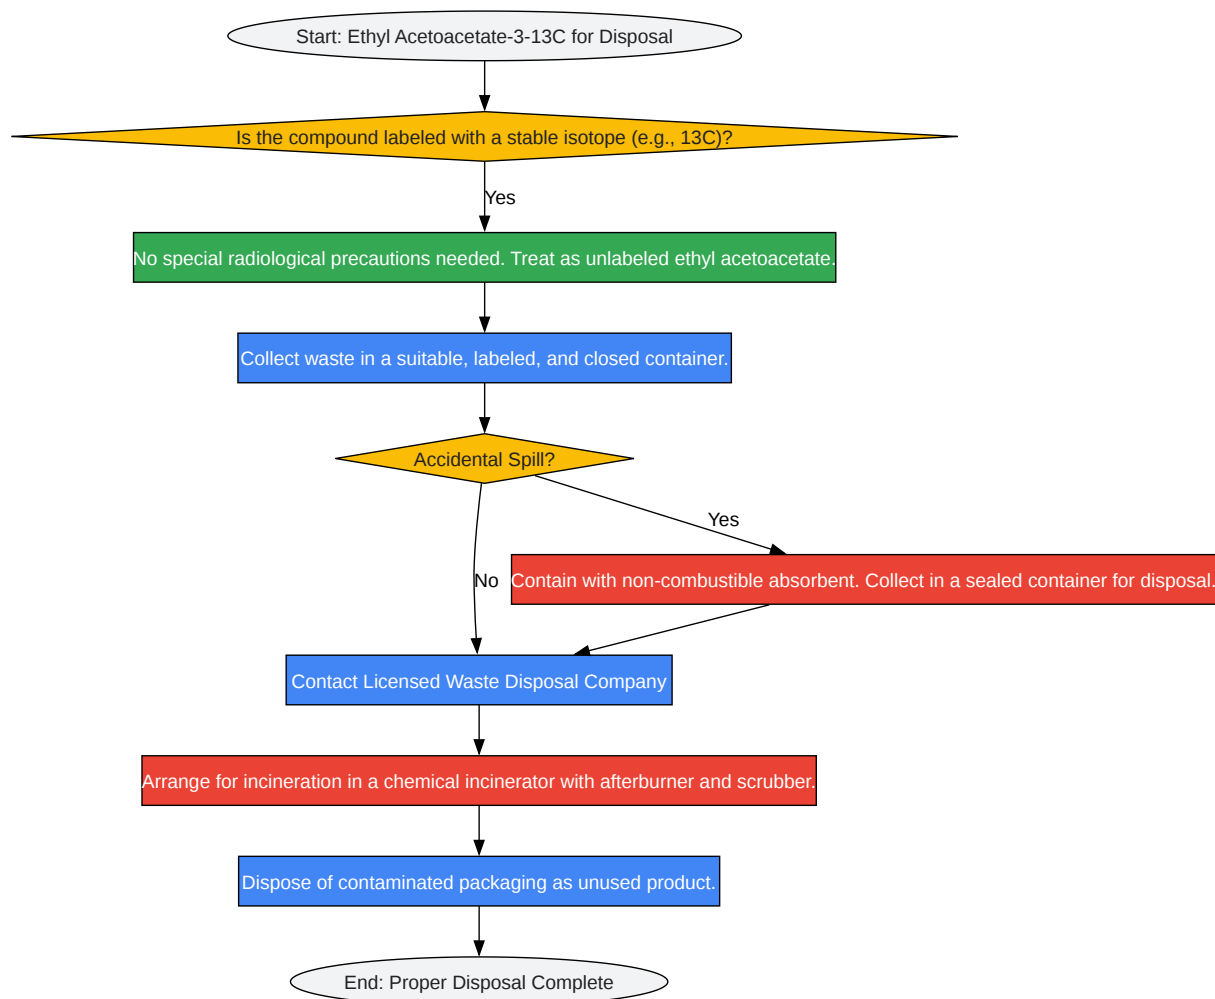 Start: Ethyl Acetoacetate-3-13C for Disposal
Is the compound labeled with a stable isotope (e.g., 13C)?
Yes
No special radiological precautions needed. Treat as unlabeled ethyl acetoacetate.
Collect waste in a suitable, labeled, and closed container.
Accidental Spill?
Yes
No
Contain with non-combustible absorbent. Collect in a sealed container for disposal.
Contact Licensed Waste Disposal Company
Arrange for incineration in a chemical incinerator with afterburner and scrubber.
Dispose of contaminated packaging as unused product.
End: Proper Disposal Complete